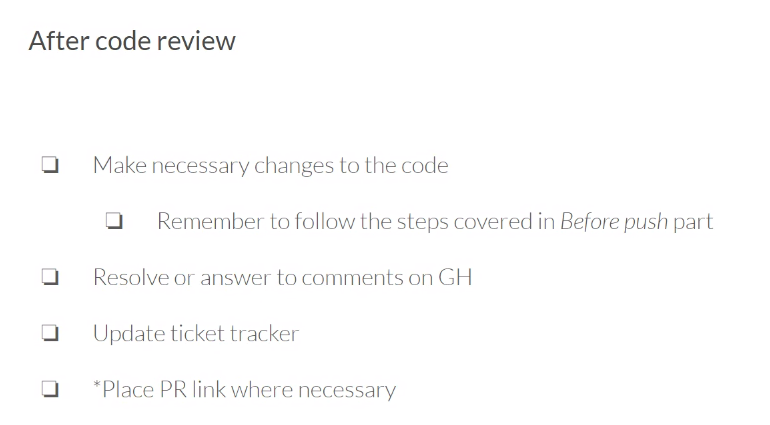 After code review
❏ Make necessary changes to the code
❏ Remember to follow the steps covered in Before push part
❏ Resolve or answer to comments on GH
❏ Update ticket tracker
❏ *Place PR link where necessary